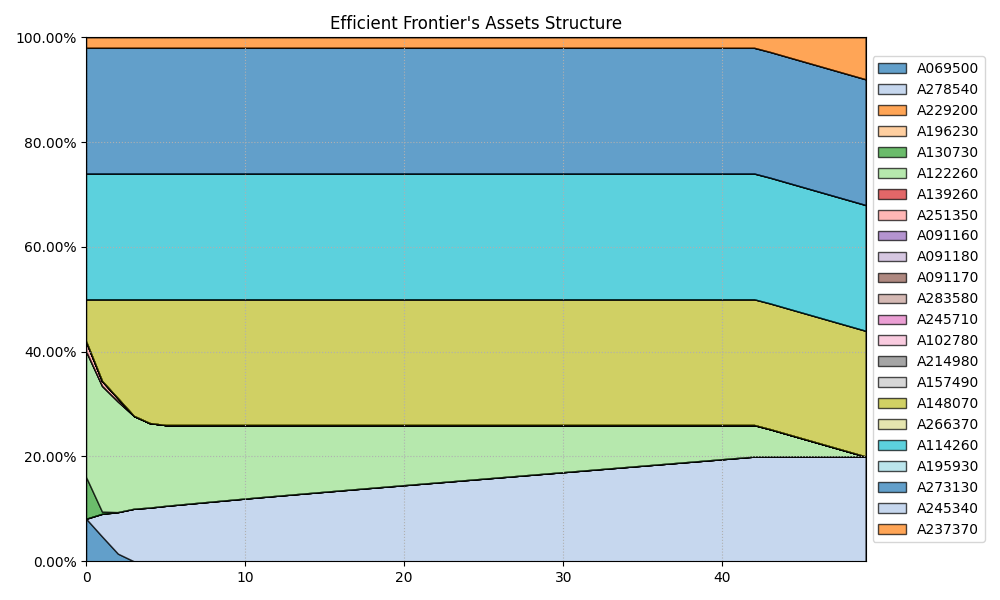 Efficient Frontier's Assets Structure
100.00%
80.00%
60.00%
40.00%
20.00%
0.00%
0
10
20
30
40
A069500
A278540
A229200
A196230
A130730
A122260
A139260
A251350
A091160
A091180
A091170
A283580
A245710
A102780
A214980
A157490
A148070
A266370
A114260
A195930
A273130
A245340
A237370